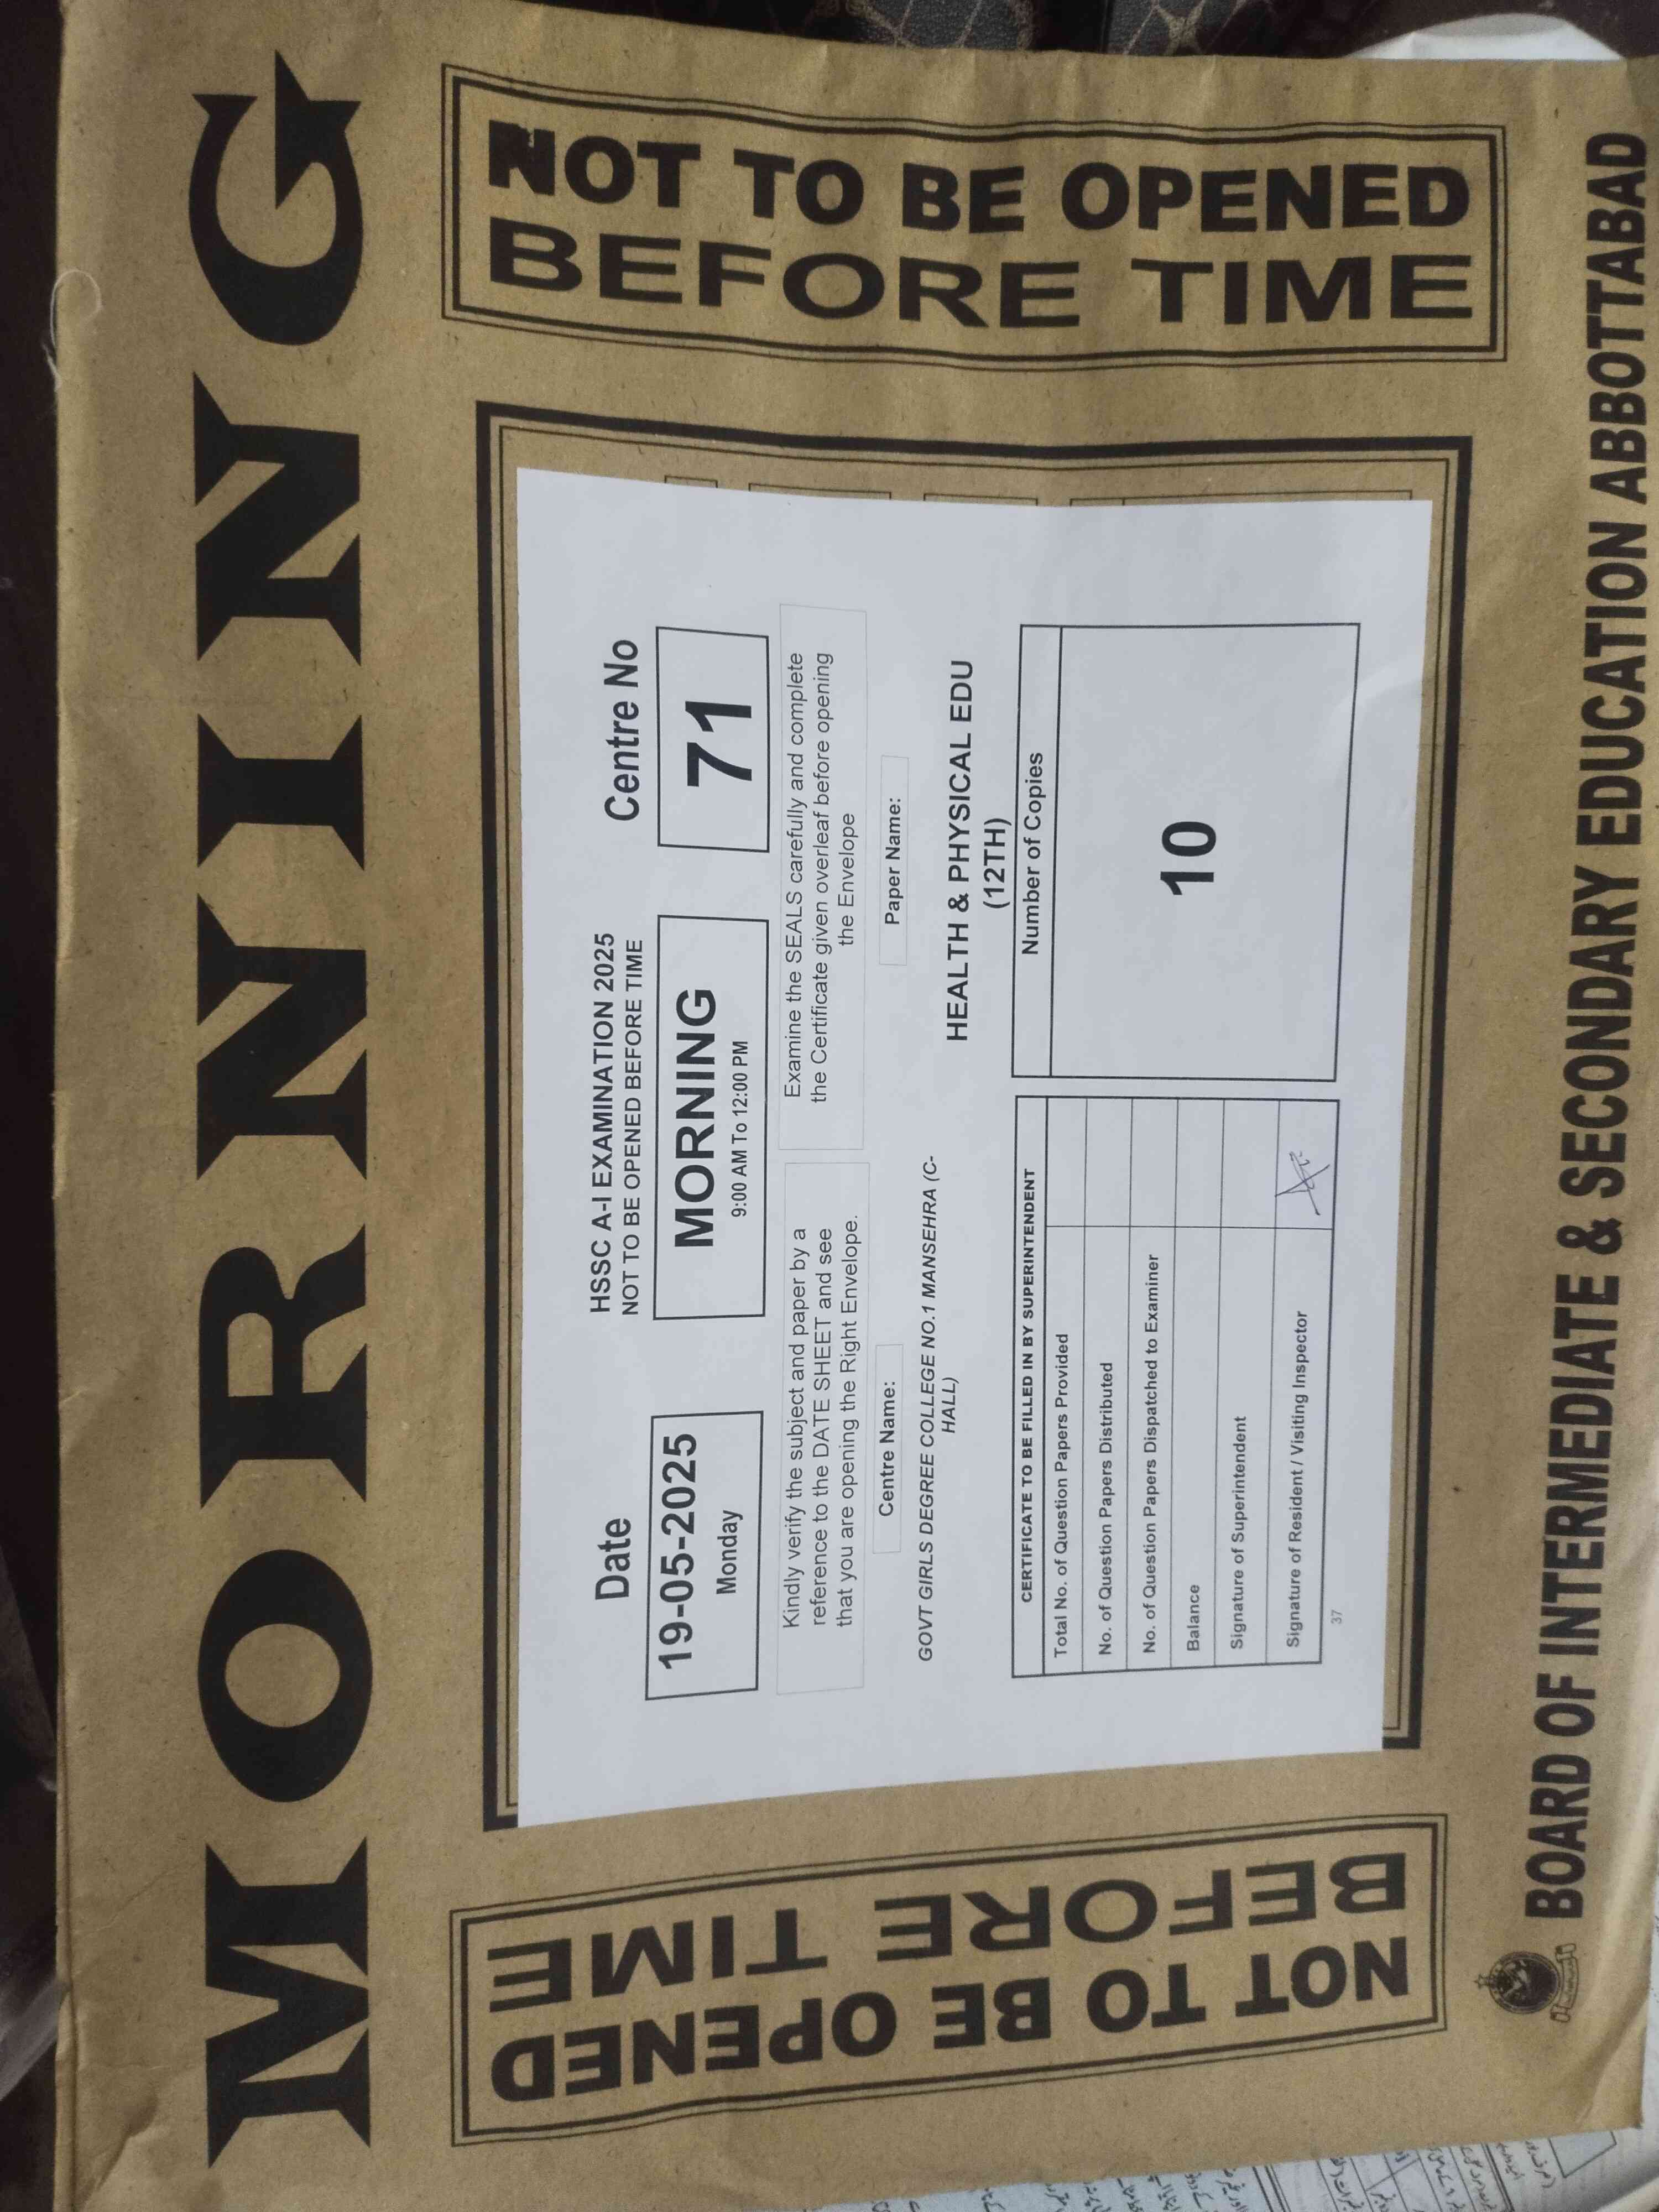 MORNING
NOT TO BE OPENED
BEFORE TIME
NOT TO BE OPENED
BEFORE TIME
HSSC A-I EXAMINATION 2025
NOT TO BE OPENED BEFORE TIME
Date
19-05-2025
Monday
MORNING
9:00 AM To 12:00 PM
Centre No
71
Kindly verify the subject and paper by a
reference to the DATE SHEET and see
that you are opening the Right Envelope.
Examine the SEALS carefully and complete
the Certificate given overleaf before opening
the Envelope
Centre Name:
GOVT GIRLS DEGREE COLLEGE NO.1 MANSEHRA (C-
HALL)
Paper Name:
HEALTH & PHYSICAL EDU
(12TH)
CERTIFICATE TO BE FILLED IN BY SUPERINTENDENT
Total No. of Question Papers Provided
No. of Question Papers Distributed
No. of Question Papers Dispatched to Examiner
Balance
Signature of Superintendent
Signature of Resident / Visiting Inspector
37
Number of Copies
10
BOARD OF INTERMEDIATE & SECONDARY EDUCATION ABBOTTABAD